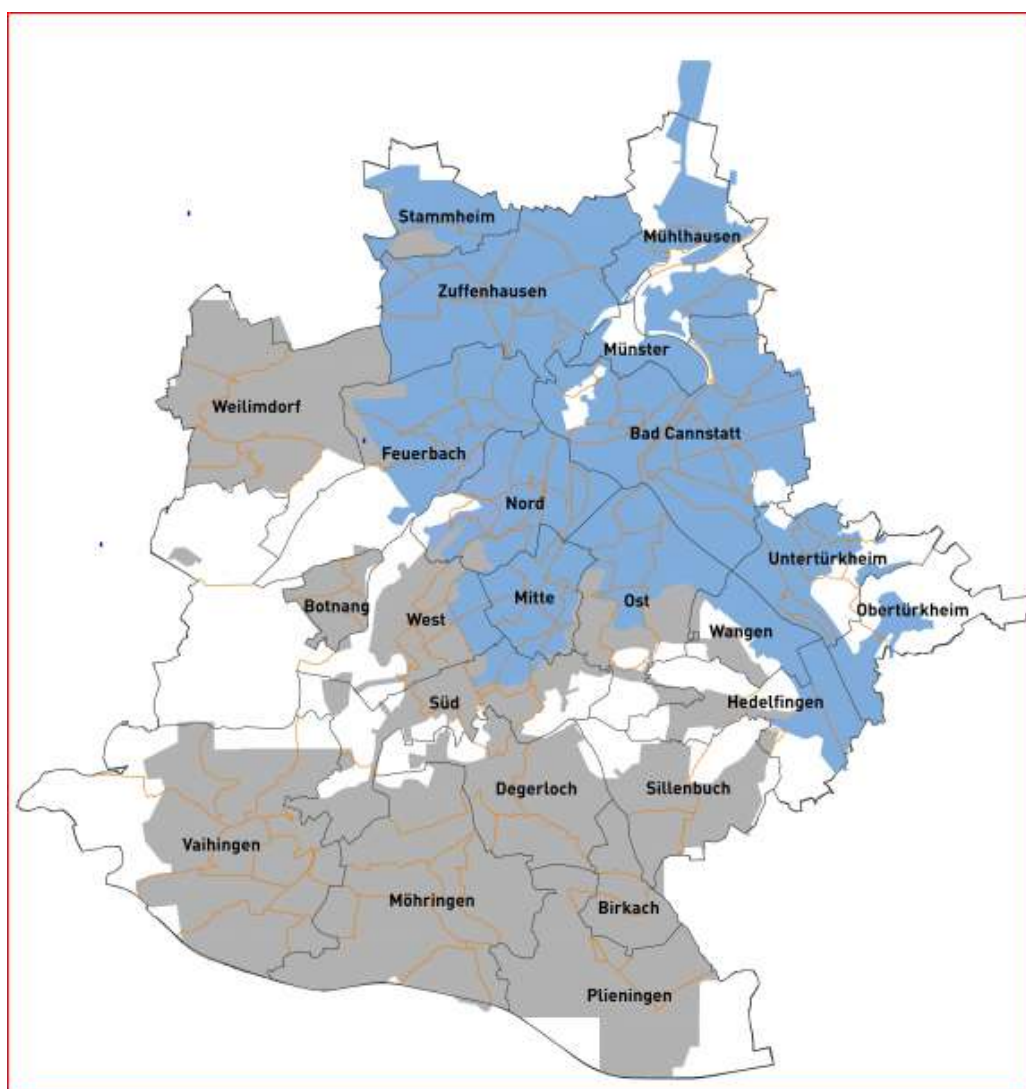 Stammheim
Mühlhausen
Zuffenhausen
Münster
Weilimdorf
Bad Cannstatt
Feuerbach
Nord
Untertürkheim
Botnang
Mitte
Ost
Obertürkheim
West
Wangen
Süd
Hedelfingen
Degerloch
Sillenbuch
Vaihingen
Möhringen
Birkach
Plieningen